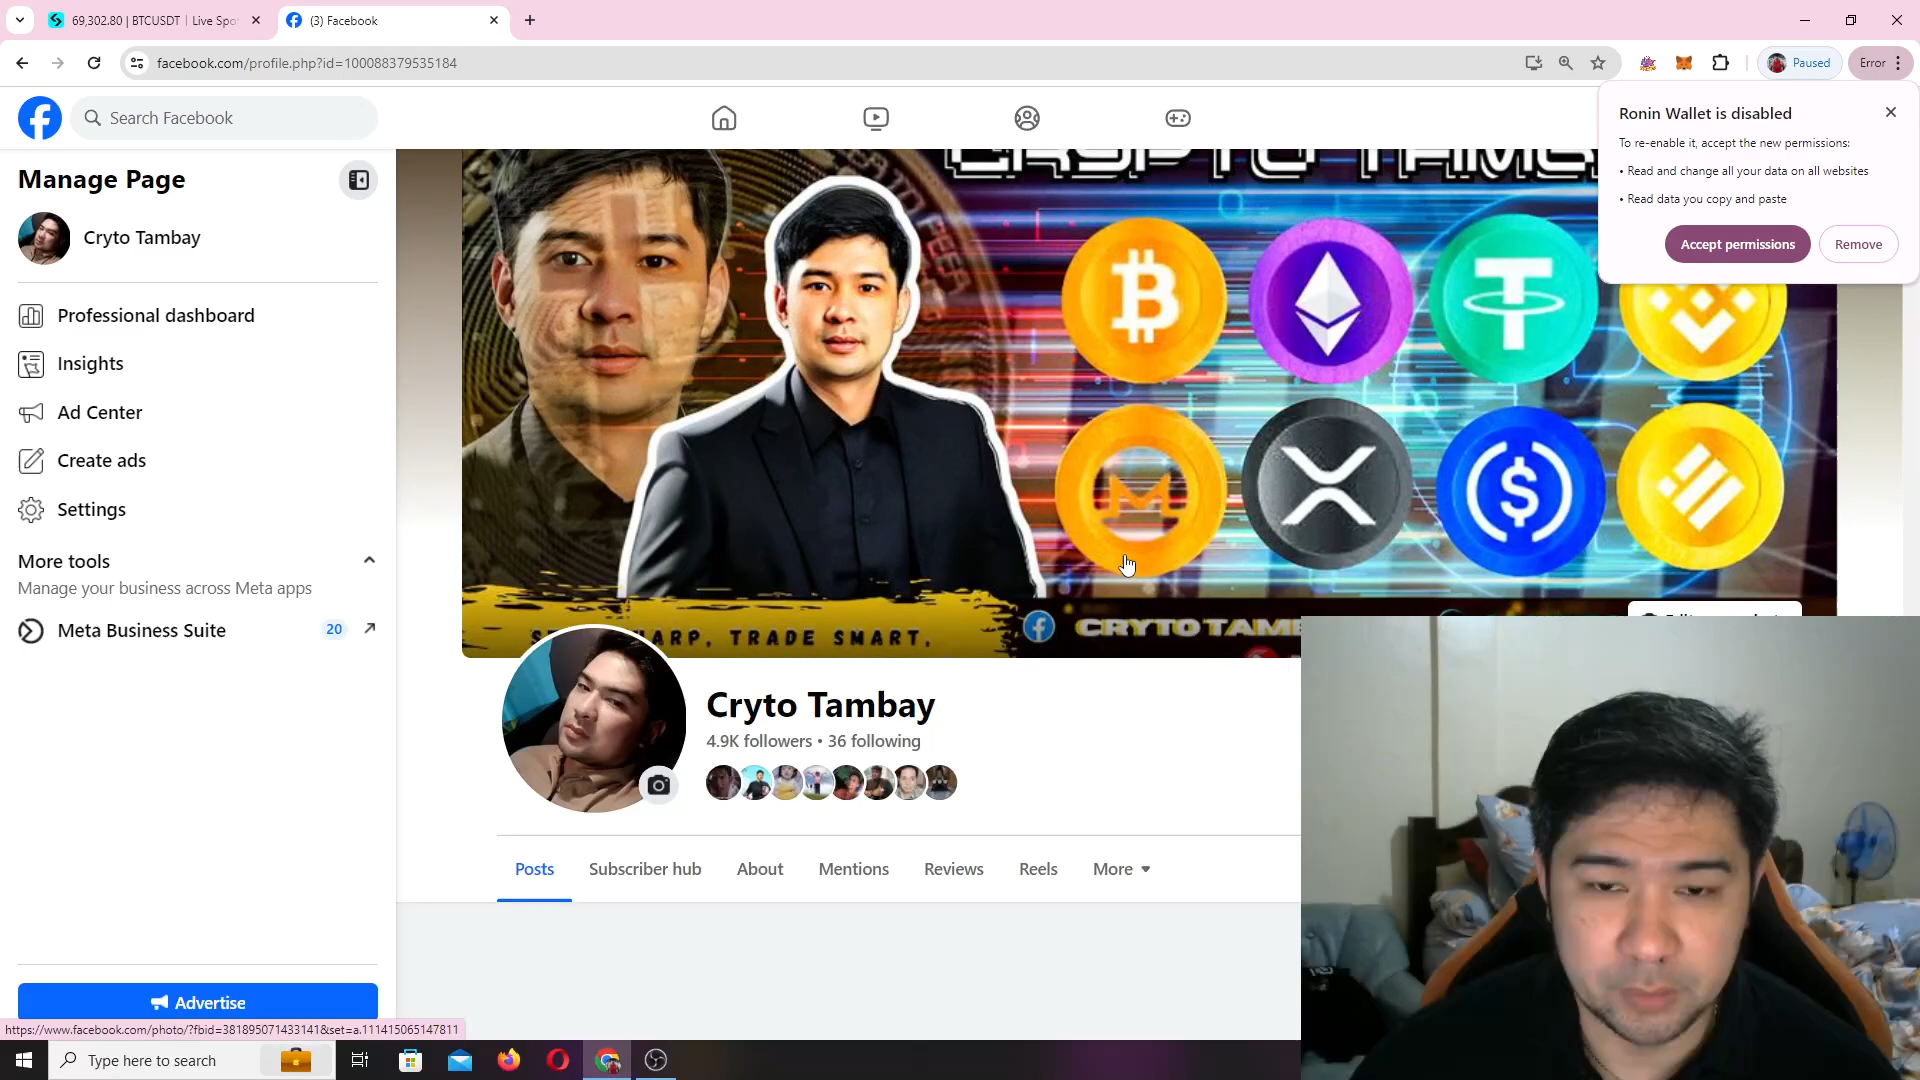 69,302.80 | BTCUSDT | Live Spo
(3) Facebook
facebook.com/profile.php?id=100088379535184
Paused
Error
Search Facebook
Ronin Wallet is disabled
To re-enable it, accept the new permissions:
• Read and change all your data on all websites
• Read data you copy and paste
Accept permissions
Remove
Manage Page
Cryto Tambay
Professional dashboard
Insights
Ad Center
Create ads
Settings
More tools
Manage your business across Meta apps
Meta Business Suite
20
TRADE SMART,
Cryto Tambay
4.9K followers • 36 following
Posts
Subscriber hub
About
Mentions
Reviews
Reels
More
Advertise
https://www.facebook.com/photo/?fbid=381895071433141&set=a.111415065147811
Type here to search